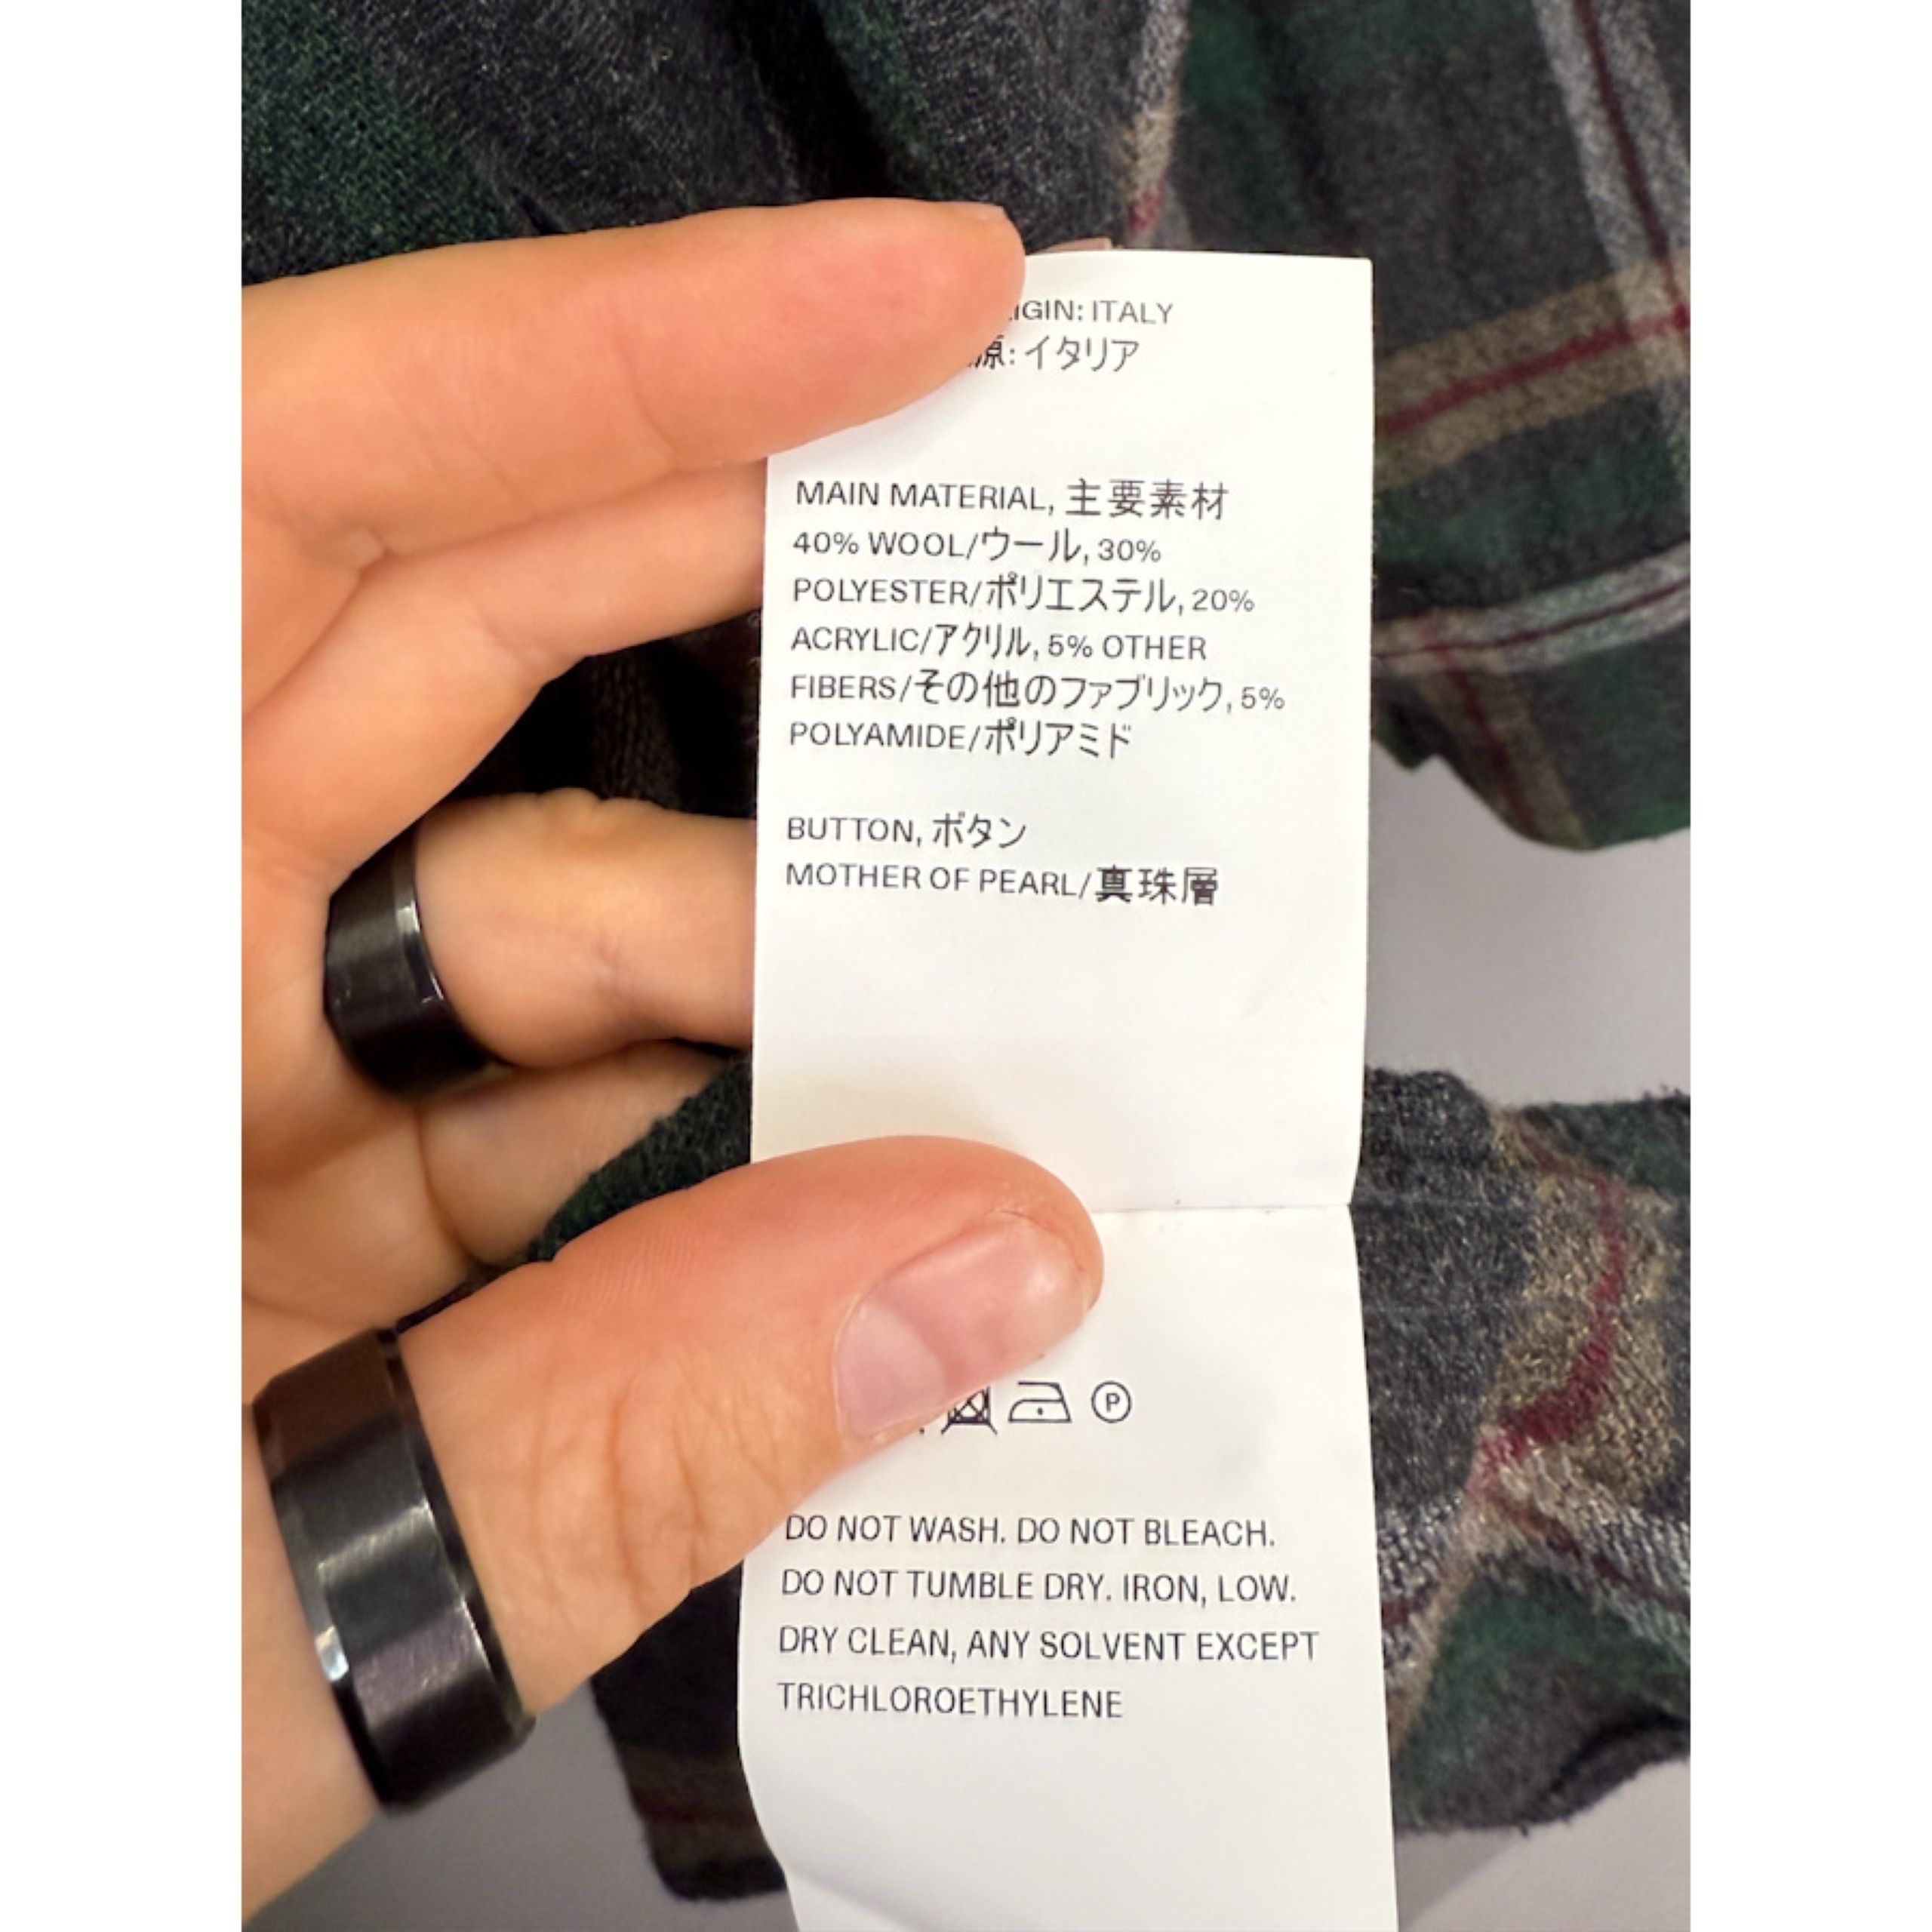 IGIN: ITALY
原: イタリア
MAIN MATERIAL, 主要素材
40% WOOL/ウール, 30%
POLYESTER/ポリエステル, 20%
ACRYLIC/アクリル, 5% OTHER
FIBERS/その他のファブリック, 5%
POLYAMIDE/ポリアミド
BUTTON, ボタン
MOTHER OF PEARL/真珠層
P
DO NOT WASH. DO NOT BLEACH.
DO NOT TUMBLE DRY. IRON, LOW.
DRY CLEAN, ANY SOLVENT EXCEPT
TRICHLOROETHYLENE